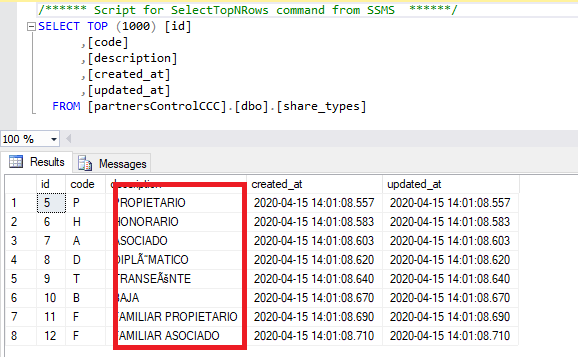 /****** Script for SelectTopNRows command from SSMS ******/
SELECT TOP (1000) [id]
,[code]
,[description]
,[created_at]
,[updated_at]
FROM [partnersControlCCC].[dbo].[share_types]
100 %
Results Messages
id code description created_at updated_at
1 5 P PROPIETARIO 2020-04-15 14:01:08.557 2020-04-15 14:01:08.557
2 6 H HONORARIO 2020-04-15 14:01:08.583 2020-04-15 14:01:08.583
3 7 A ASOCIADO 2020-04-15 14:01:08.603 2020-04-15 14:01:08.603
4 8 D DIPLÃ"MATICO 2020-04-15 14:01:08.620 2020-04-15 14:01:08.620
5 9 T TRANSEÃšNTE 2020-04-15 14:01:08.640 2020-04-15 14:01:08.640
6 10 B BAJA 2020-04-15 14:01:08.670 2020-04-15 14:01:08.670
7 11 F FAMILIAR PROPIETARIO 2020-04-15 14:01:08.690 2020-04-15 14:01:08.690
8 12 F FAMILIAR ASOCIADO 2020-04-15 14:01:08.710 2020-04-15 14:01:08.710